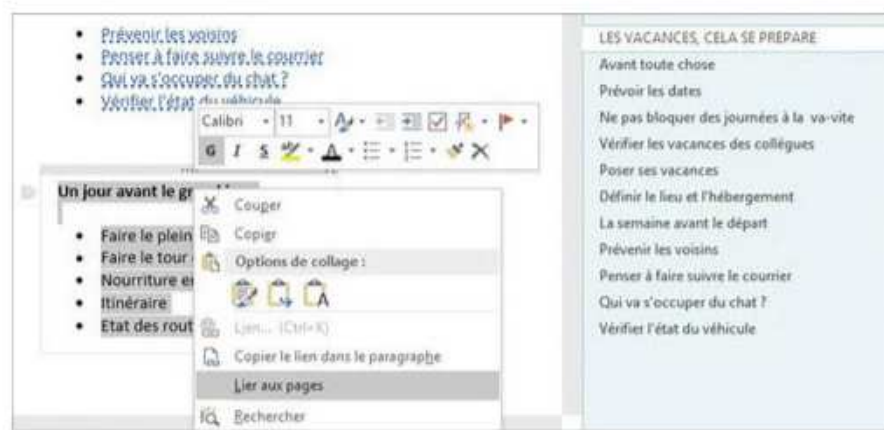 Prévenir les voisins
Penser à faire suivre le courrier
Qui va s'occuper du chat ?
Vérifier l'état du véhicule
Calibri 11
G I S
Un jour avant le
Faire le plein
Faire le tour
Nourriture
Itinéraire
Etat des rout
Couper
Copier
Options de collage :
Lien... (Ctrl+K)
Copier le lien dans le paragraphe
Lier aux pages
Rechercher
LES VACANCES, CELA SE PREPARE
Avant toute chose
Prévoir les dates
Ne pas bloquer des journées à la va-vite
Vérifier les vacances des collègues
Poser ses vacances
Définir le lieu et l'hébergement
La semaine avant le départ
Prévenir les voisins
Penser à faire suivre le courrier
Qui va s'occuper du chat ?
Vérifier l'état du véhicule